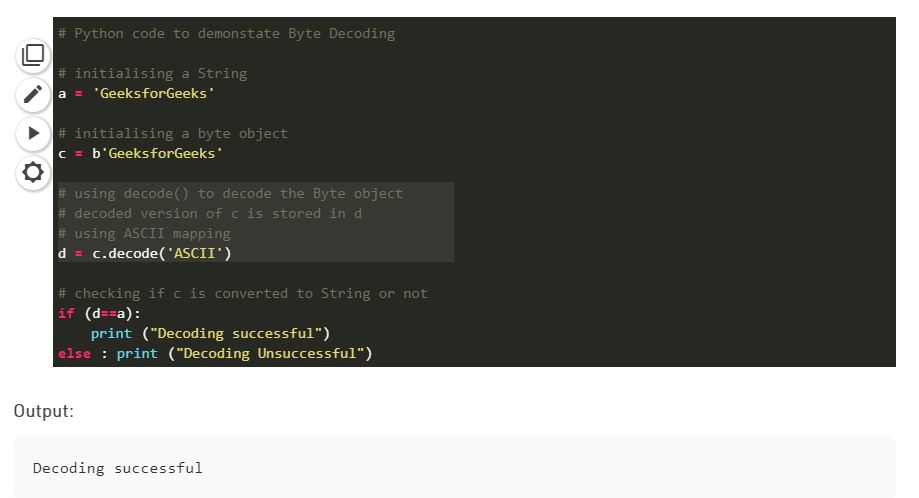 # Python code to demonstate Byte Decoding
# initialising a String
a = 'GeeksforGeeks'
# initialising a byte object
c = b'GeeksforGeeks'
# using decode() to decode the Byte object
# decoded version of c is stored in d
# using ASCII mapping
d = c.decode('ASCII')
# checking if c is converted to String or not
if (d==a):
    print ("Decoding successful")
else : print ("Decoding Unsuccessful")
Output:
Decoding successful